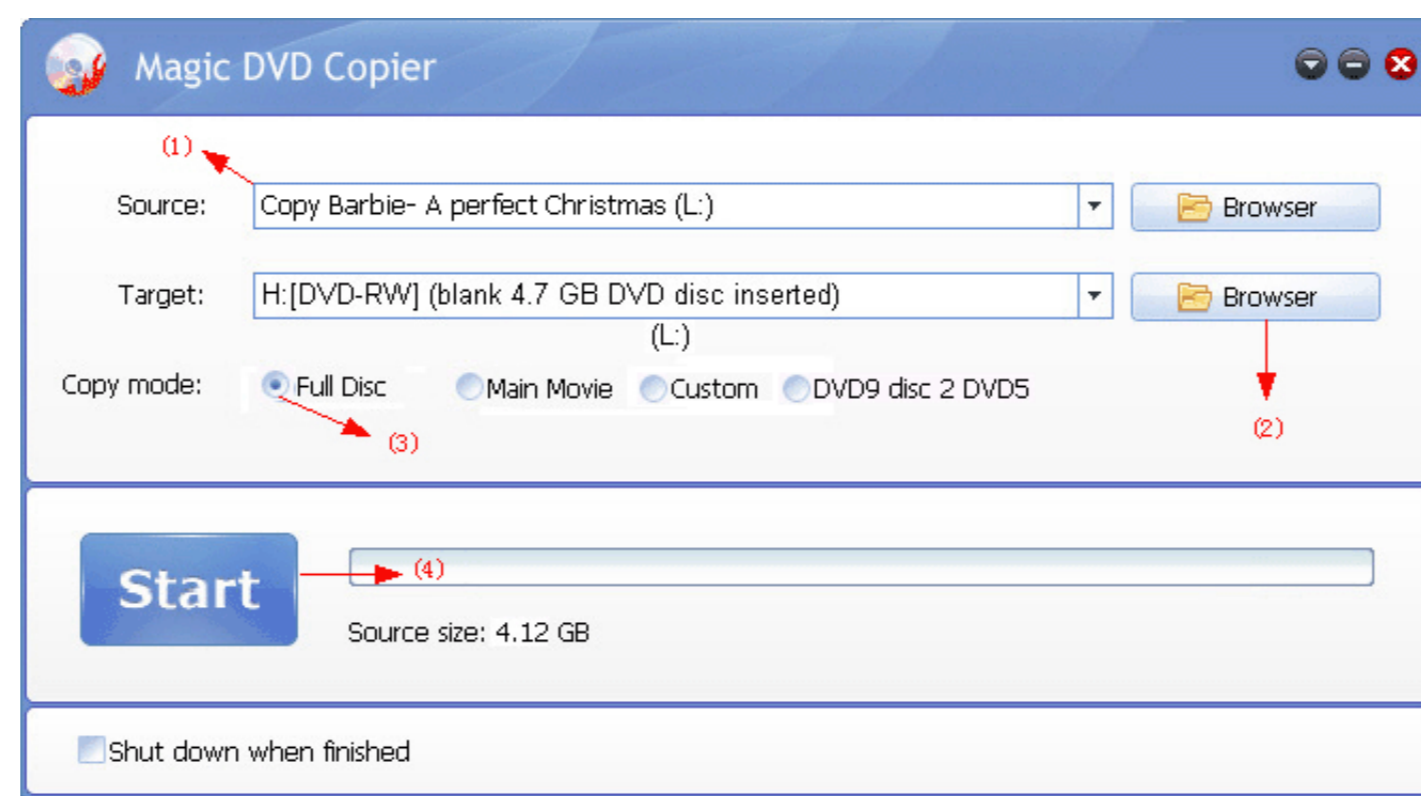 Magic DVD Copier
(1)
Source: Copy Barbie- A perfect Christmas (L:) Browser
Target: H:[DVD-RW] (blank 4.7 GB DVD disc inserted) Browser
(L:)
Copy mode: Full Disc Main Movie Custom DVD9 disc 2 DVD5
(3) (2)
Start (4)
Source size: 4.12 GB
Shut down when finished